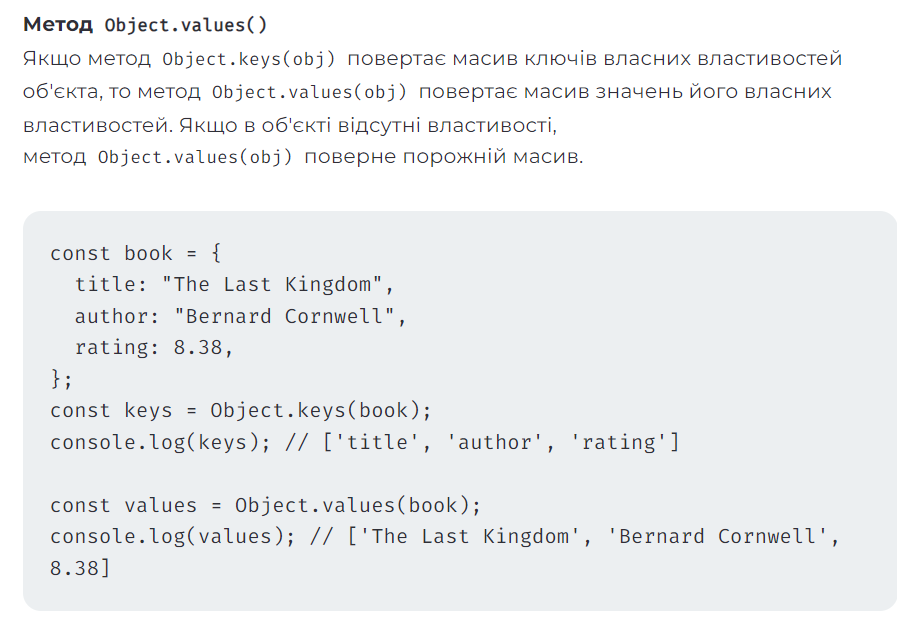 Метод Object.values()
Якщо метод Object.keys(obj) повертає масив ключів власних властивостей
об'єкта, то метод Object.values(obj) повертає масив значень його власних
властивостей. Якщо в об'єкті відсутні властивості,
метод Object.values(obj) поверне порожній масив.
const book = {
  title: "The Last Kingdom",
  author: "Bernard Cornwell",
  rating: 8.38,
};
const keys = Object.keys(book);
console.log(keys); // ['title', 'author', 'rating']
const values = Object.values(book);
console.log(values); // ['The Last Kingdom', 'Bernard Cornwell',
8.38]